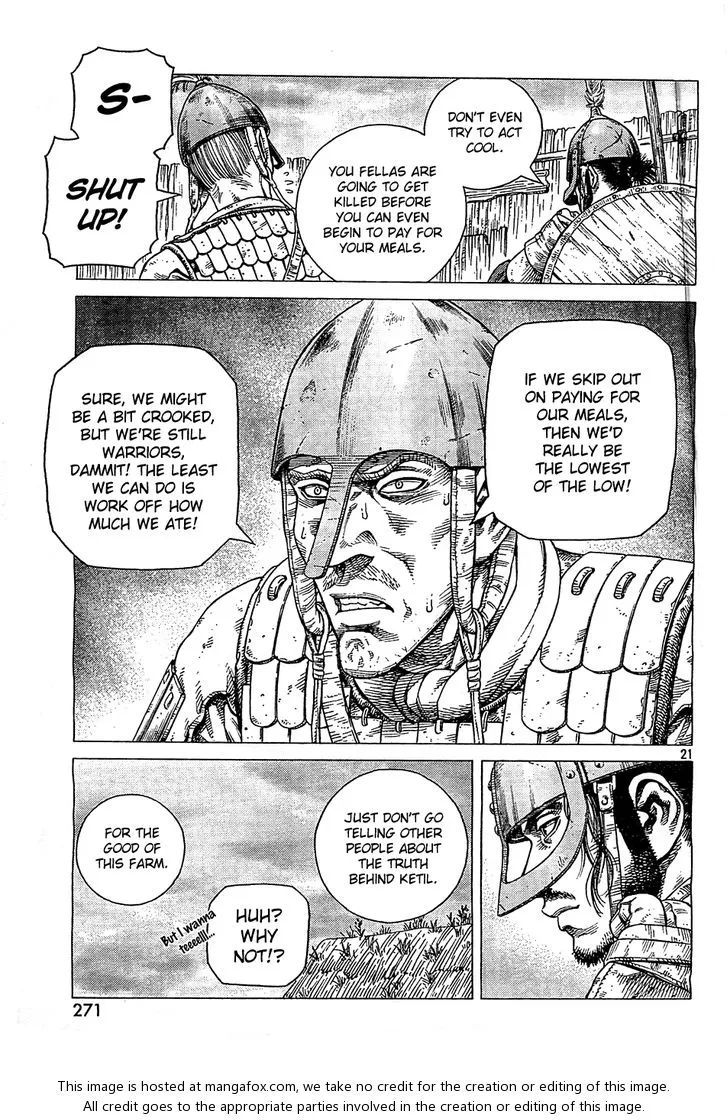 DON'T EVEN
TRY TO ACT
COOL.
YOU FELLAS ARE
GOING TO GET
KILLED BEFORE
YOU CAN EVEN
BEGIN TO PAY FOR
YOUR MEALS.
S-
SHUT
UP!
IF WE SKIP OUT
ON PAYING FOR
OUR MEALS,
THEN WE'D
REALLY BE
THE LOWEST
OF THE LOW!
SURE, WE MIGHT
BE A BIT CROOKED,
BUT WE'RE STILL
WARRIORS,
DAMMIT! THE LEAST
WE CAN DO IS
WORK OFF HOW
MUCH WE ATE!
21
JUST DON'T GO
TELLING OTHER
PEOPLE ABOUT
THE TRUTH
BEHIND KETIL.
FOR THE
GOOD OF
THIS FARM.
HUH?
WHY
NOT!?
But I wanna
teeeelll!...
271
This image is hosted at mangafox.com, we take no credit for the creation or editing of this image.
All credit goes to the appropriate parties involved in the creation or editing of this image.